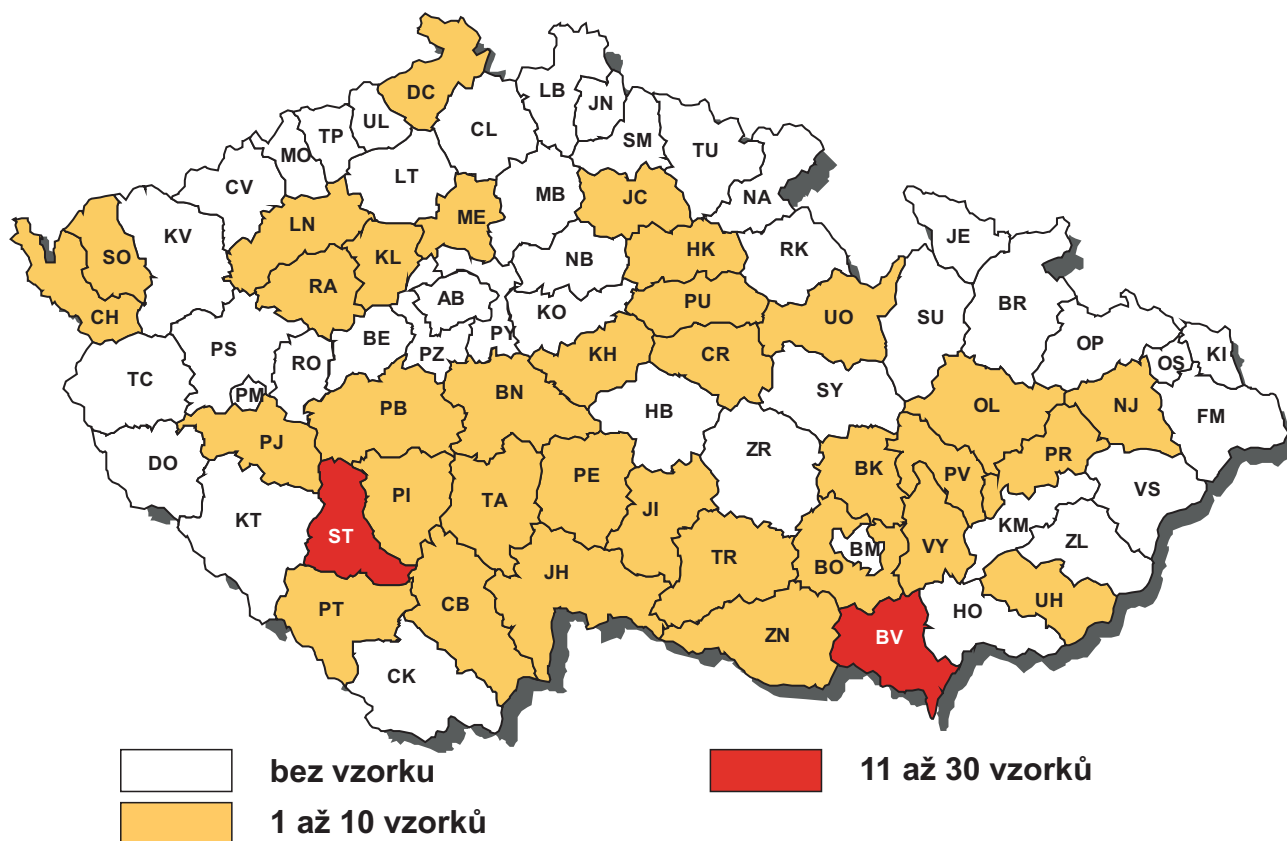 DC
LB
JN
UL
TP
CL
SM
TU
MO
LT
CV
MB
NA
JC
ME
LN
KV
SO
HK
RK
JE
KL
NB
RA
AB
PU
BR
KO
CH
UO
SU
PY
BE
PZ
OP
PS
KH
CR
KI
OS
RO
TC
SY
PM
BN
PB
OL
NJ
HB
FM
PJ
ZR
DO
PR
BK
PV
PE
VS
PI
TA
JI
KT
KM
ST
ZL
BM
VY
TR
BO
JH
CB
UH
PT
HO
ZN
BV
CK
bez vzorku
11 až 30 vzorků
1 až 10 vzorků